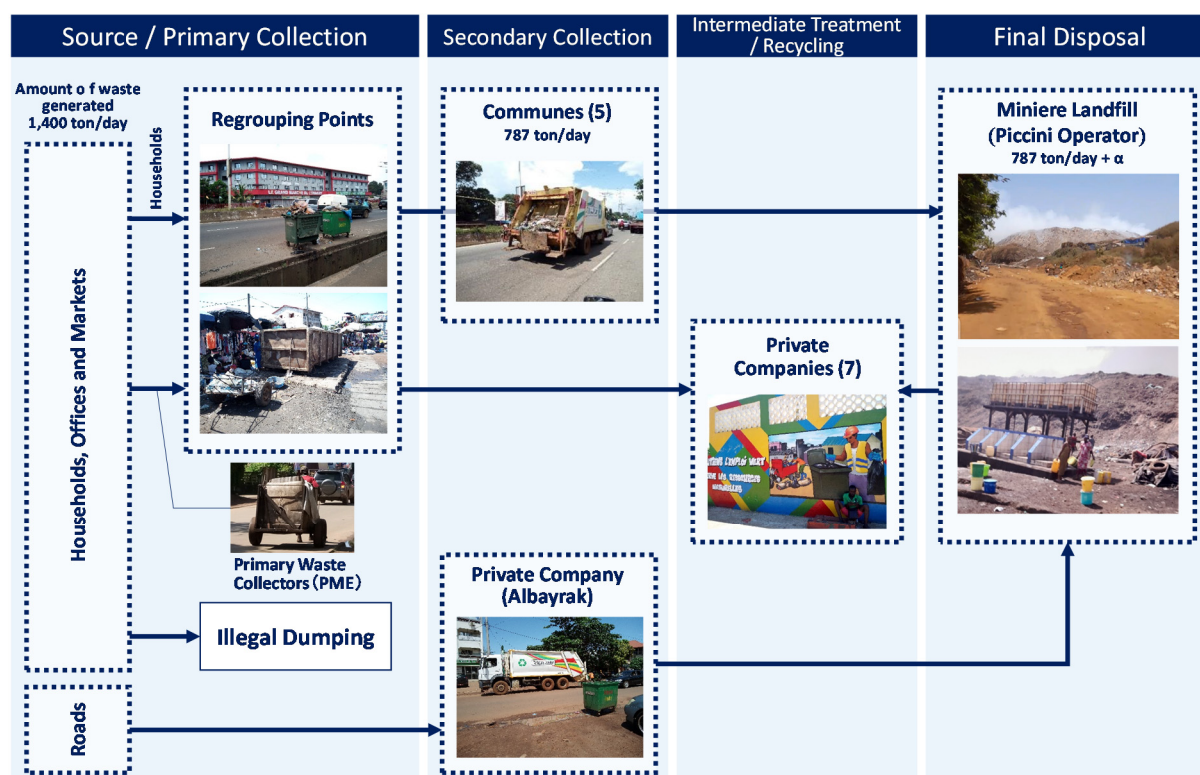 Source / Primary Collection
Secondary Collection
Intermediate Treatment
/ Recycling
Final Disposal
Amount o f waste
generated
1,400 ton/day
Households
Regrouping Points
Communes (5)
787 ton/day
Miniere Landfill
(Piccini Operator)
787 ton/day + α
Households, Offices and Markets
Private
Companies (7)
Primary Waste
Collectors (PME)
Private Company
(Albayrak)
Illegal Dumping
Roads